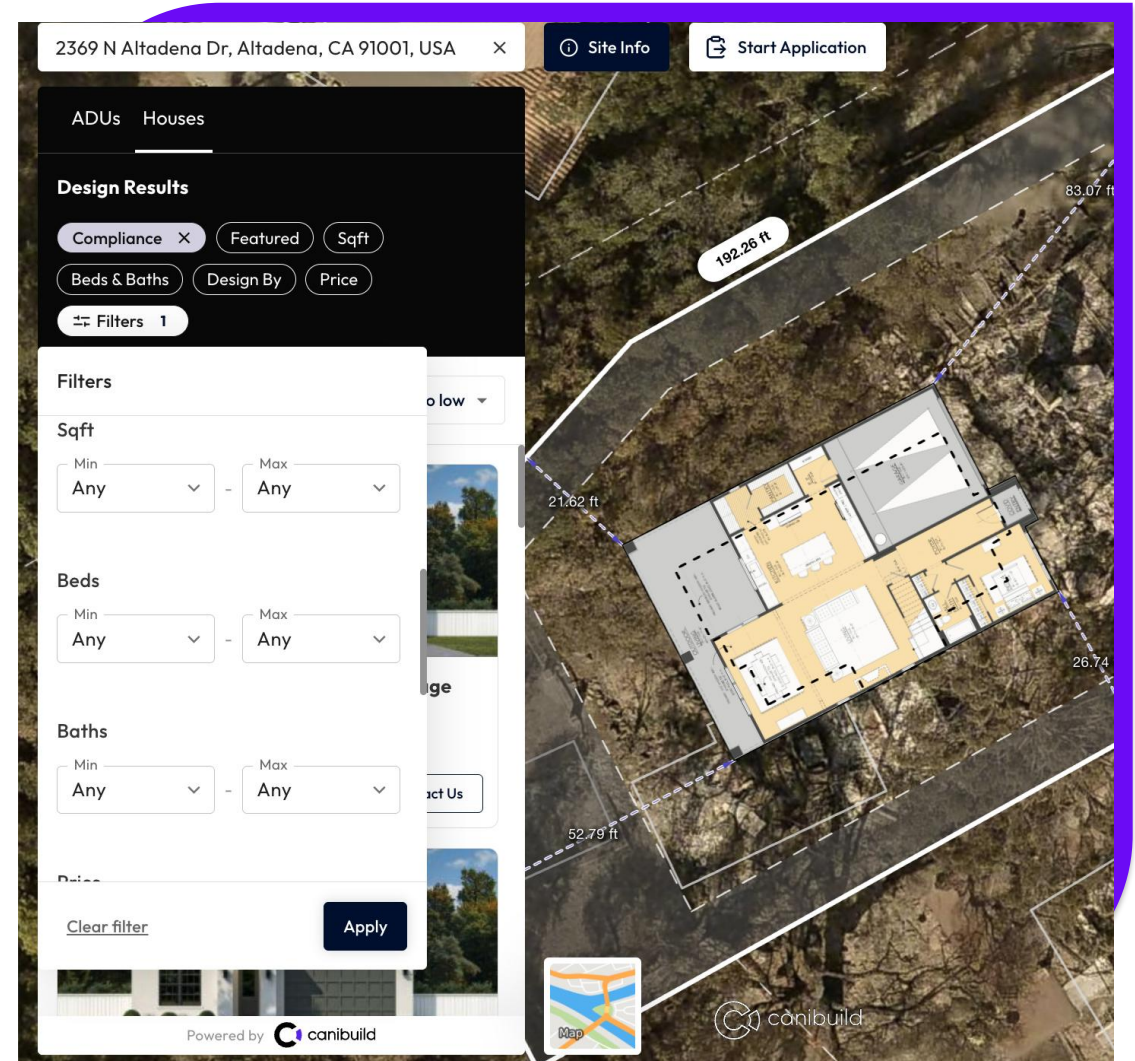 2369 N Altadena Dr, Altadena, CA 91001, USA
Site Info
Start Application
ADUs Houses
Design Results
Compliance
Featured
Sqft
Beds & Baths
Design By
Price
Filters 1
Filters
o low
Sqft
Min
Any
-
Max
Any
Beds
Min
Any
-
Max
Any
age
Baths
Min
Any
-
Max
Any
act Us
Price
Clear filter
Apply
Powered by canibuild
83.07 ft
192.26 ft
21.62 ft
26.74
52.79 ft
Map
canibuild